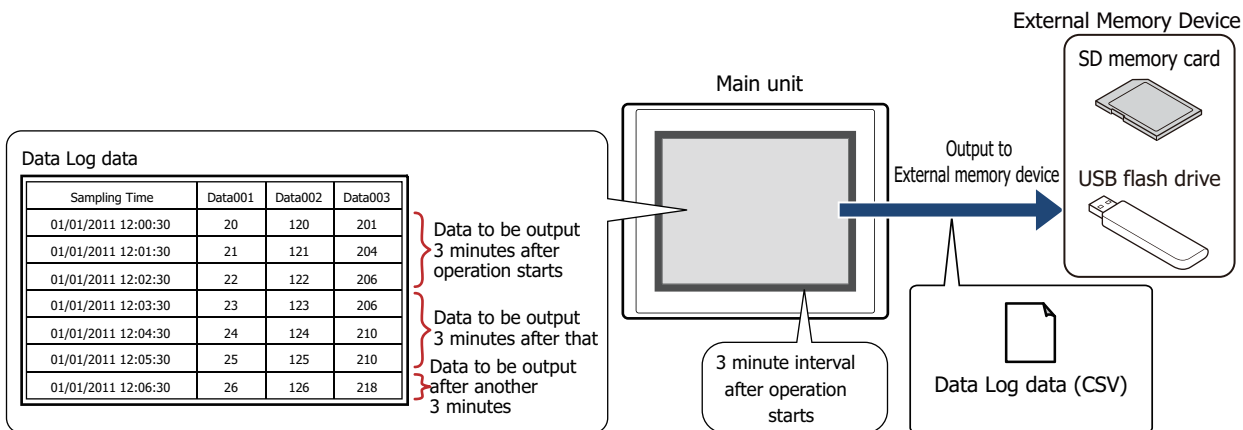 External Memory Device
SD memory card
USB flash drive
Main unit
Output to
External memory device
Data Log data
Sampling Time Data001 Data002 Data003
01/01/2011 12:00:30 20 120 201
01/01/2011 12:01:30 21 121 204
01/01/2011 12:02:30 22 122 206
01/01/2011 12:03:30 23 123 206
01/01/2011 12:04:30 24 124 210
01/01/2011 12:05:30 25 125 210
01/01/2011 12:06:30 26 126 218
Data to be output
3 minutes after
operation starts
Data to be output
3 minutes after that
Data to be output
after another
3 minutes
3 minute interval
after operation
starts
Data Log data (CSV)